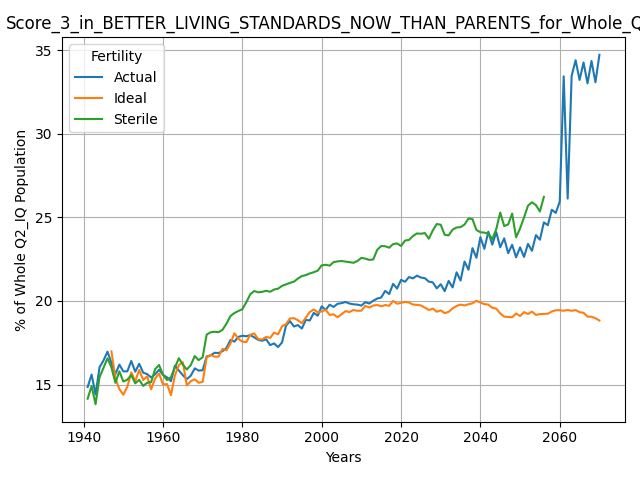 Score_3_in_BETTER_LIVING_STANDARDS_NOW_THAN_PARENTS_for_Whole_Q
Fertility
Actual
Ideal
Sterile
% of Whole Q2_IQ Population
35
30
25
20
15
1940
1960
1980
2000
2020
2040
2060
Years